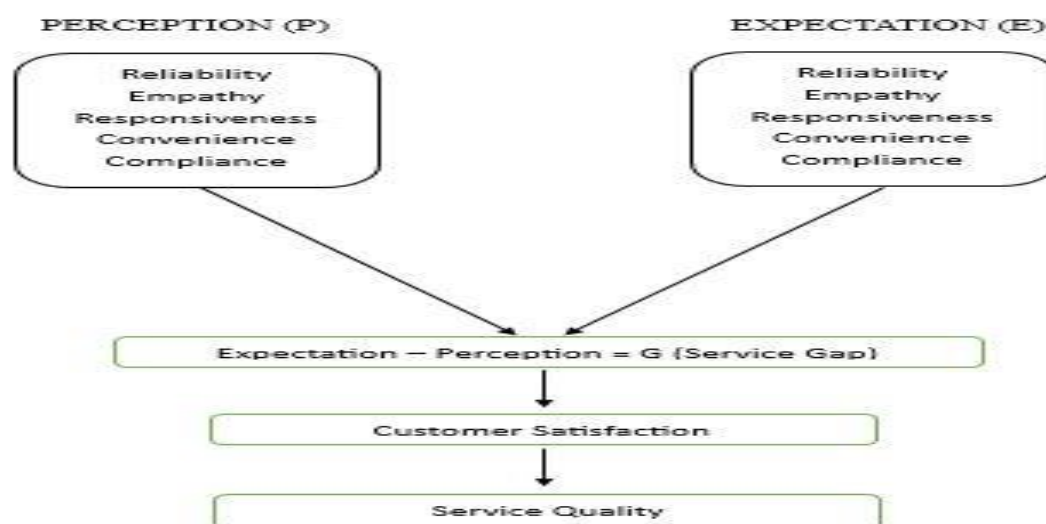 PERCEPTION (P)
EXPECTATION (E)
Reliability
Empathy
Responsiveness
Convenience
Compliance
Reliability
Empathy
Responsiveness
Convenience
Compliance
Expectation – Perception = G (Service Gap)
Customer Satisfaction
Service Quality